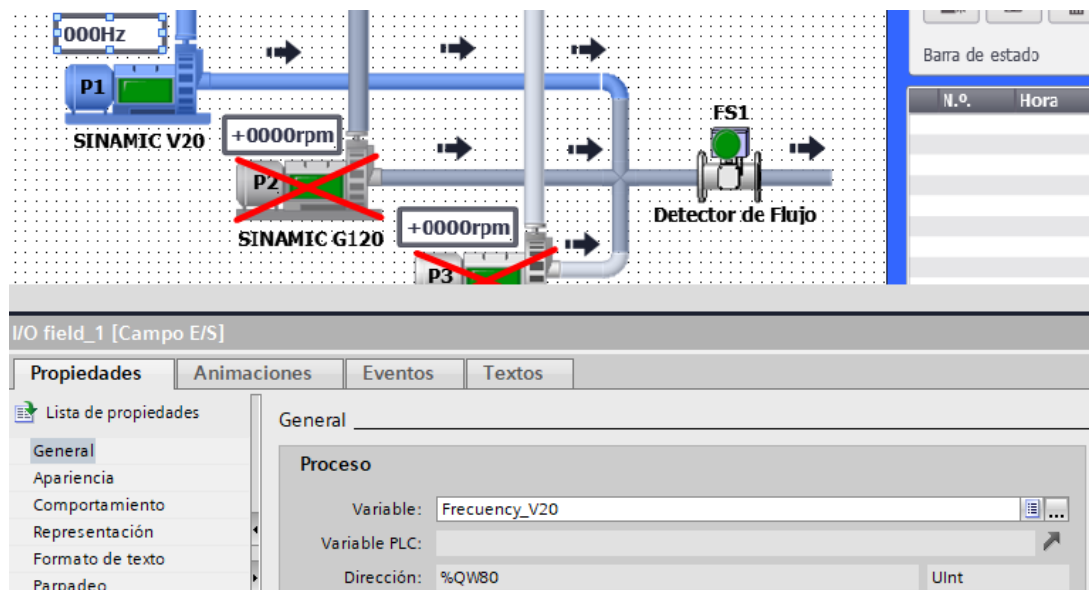 000Hz
P1
SINAMIC V20
+0000rpm
P2
SINAMIC G120
+0000rpm
P3
FS1
Detector de Flujo
Barra de estado
N.º. Hora
I/O field_1 [Campo E/S]
Propiedades Animaciones Eventos Textos
Lista de propiedades
General
Apariencia
Comportamiento
Representación
Formato de texto
Parpadeo
General
Proceso
Variable: Frecuency_V20
Variable PLC:
Dirección: %QW80 UInt